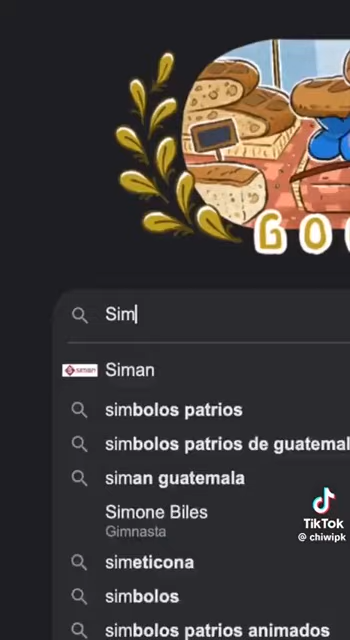 GO
Sim
SIMAN
Siman
simbolos patrios
simbolos patrios de guatemal
siman guatemala
Simone Biles
Gimnasta
simeticona
simbolos
simbolos patrios animados
TikTok
@ chiwipk